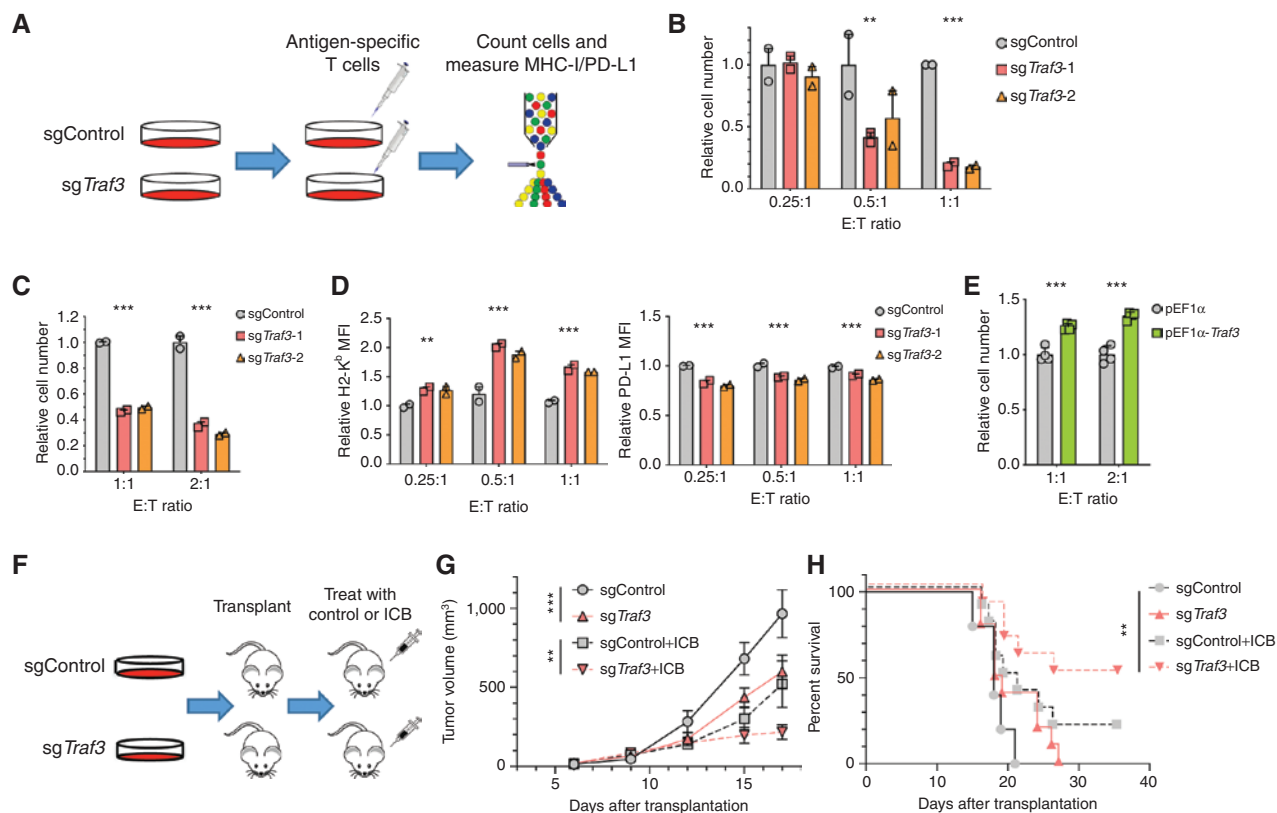 A
Antigen-specific
T cells
Count cells and
measure MHC-I/PD-L1
sgControl
sgTraf3
B
Relative cell number
1.0
0.5
0.0
**
***
0.25:1
0.5:1
1:1
E:T ratio
sgControl
sgTraf3-1
sgTraf3-2
C
Relative cell number
1.2
1.0
0.8
0.6
0.4
0.2
0.0
***
***
1:1
2:1
E:T ratio
sgControl
sgTraf3-1
sgTraf3-2
D
Relative H2-Kb MFI
2.5
2.0
1.5
1.0
0.5
0.0
**
***
***
0.25:1
0.5:1
1:1
E:T ratio
Relative PD-L1 MFI
1.5
1.0
0.5
0.0
***
***
***
0.25:1
0.5:1
1:1
E:T ratio
sgControl
sgTraf3-1
sgTraf3-2
E
Relative cell number
1.5
1.0
0.5
0.0
***
***
1:1
2:1
E:T ratio
pEF1α
pEF1α-Traf3
F
sgControl
sgTraf3
Transplant
Treat with
control or ICB
G
Tumor volume (mm3)
1,000
500
0
5
10
15
Days after transplantation
***
**
sgControl
sgTraf3
sgControl+ICB
sgTraf3+ICB
H
Percent survival
100
50
0
0
10
20
30
40
Days after transplantation
sgControl
sgTraf3
sgControl+ICB
sgTraf3+ICB
**